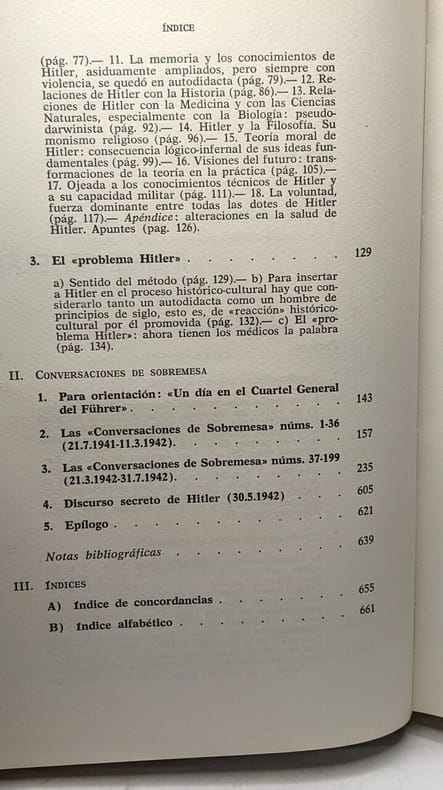 ÍNDICE
(pág. 77).— 11. La memoria y los conocimientos de
Hitler, asiduamente ampliados, pero siempre con
violencia, se quedó en autodidacta (pág. 79).— 12. Re-
laciones de Hitler con la Historia (pág. 86).— 13. Rela-
ciones de Hitler con la Medicina y con las Ciencias
Naturales, especialmente con la Biología: pseudo-
darwinista (pág. 92).— 14. Hitler y la Filosofía. Su
monismo religioso (pág. 96).— 15. Teoría moral de
Hitler: consecuencia lógico-infernal de sus ideas fun-
damentales (pág. 99).— 16. Visiones del futuro: trans-
formaciones de la teoría en la práctica (pág. 105).—
17. Ojeada a los conocimientos técnicos de Hitler y
a su capacidad militar (pág. 111).— 18. La voluntad,
fuerza dominante entre todas las dotes de Hitler
(pág. 117).— Apéndice: alteraciones en la salud de
Hitler. Apuntes (pag. 126).
3. El «problema Hitler» . . . . . . . . 129
a) Sentido del método (pág. 129).— b) Para insertar
a Hitler en el proceso histórico-cultural hay que con-
siderarlo tanto un autodidacta como un hombre de
principios de siglo, esto es, de «reacción» histórico-
cultural por él promovida (pág. 132).— c) El «pro-
blema Hitler»: ahora tienen los médicos la palabra
(pág. 134).
II. CONVERSACIONES DE SOBREMESA
1. Para orientación: «Un día en el Cuartel General
del Führer» . . . . . . . . . . 143
2. Las «Conversaciones de Sobremesa» núms. 1-36
(21.7.1941-11.3.1942). . . . . . . . . 157
3. Las «Conversaciones de Sobremesa» núms. 37-199
(21.3.1942-31.7.1942). . . . . . . . . 235
4. Discurso secreto de Hitler (30.5.1942) . . . 605
5. Epílogo . . . . . . . . . . . 621
Notas bibliográficas . . . . . . . . 639
III. ÍNDICES
A) Índice de concordancias . . . . . . 655
B) Índice alfabético . . . . . . . . 661